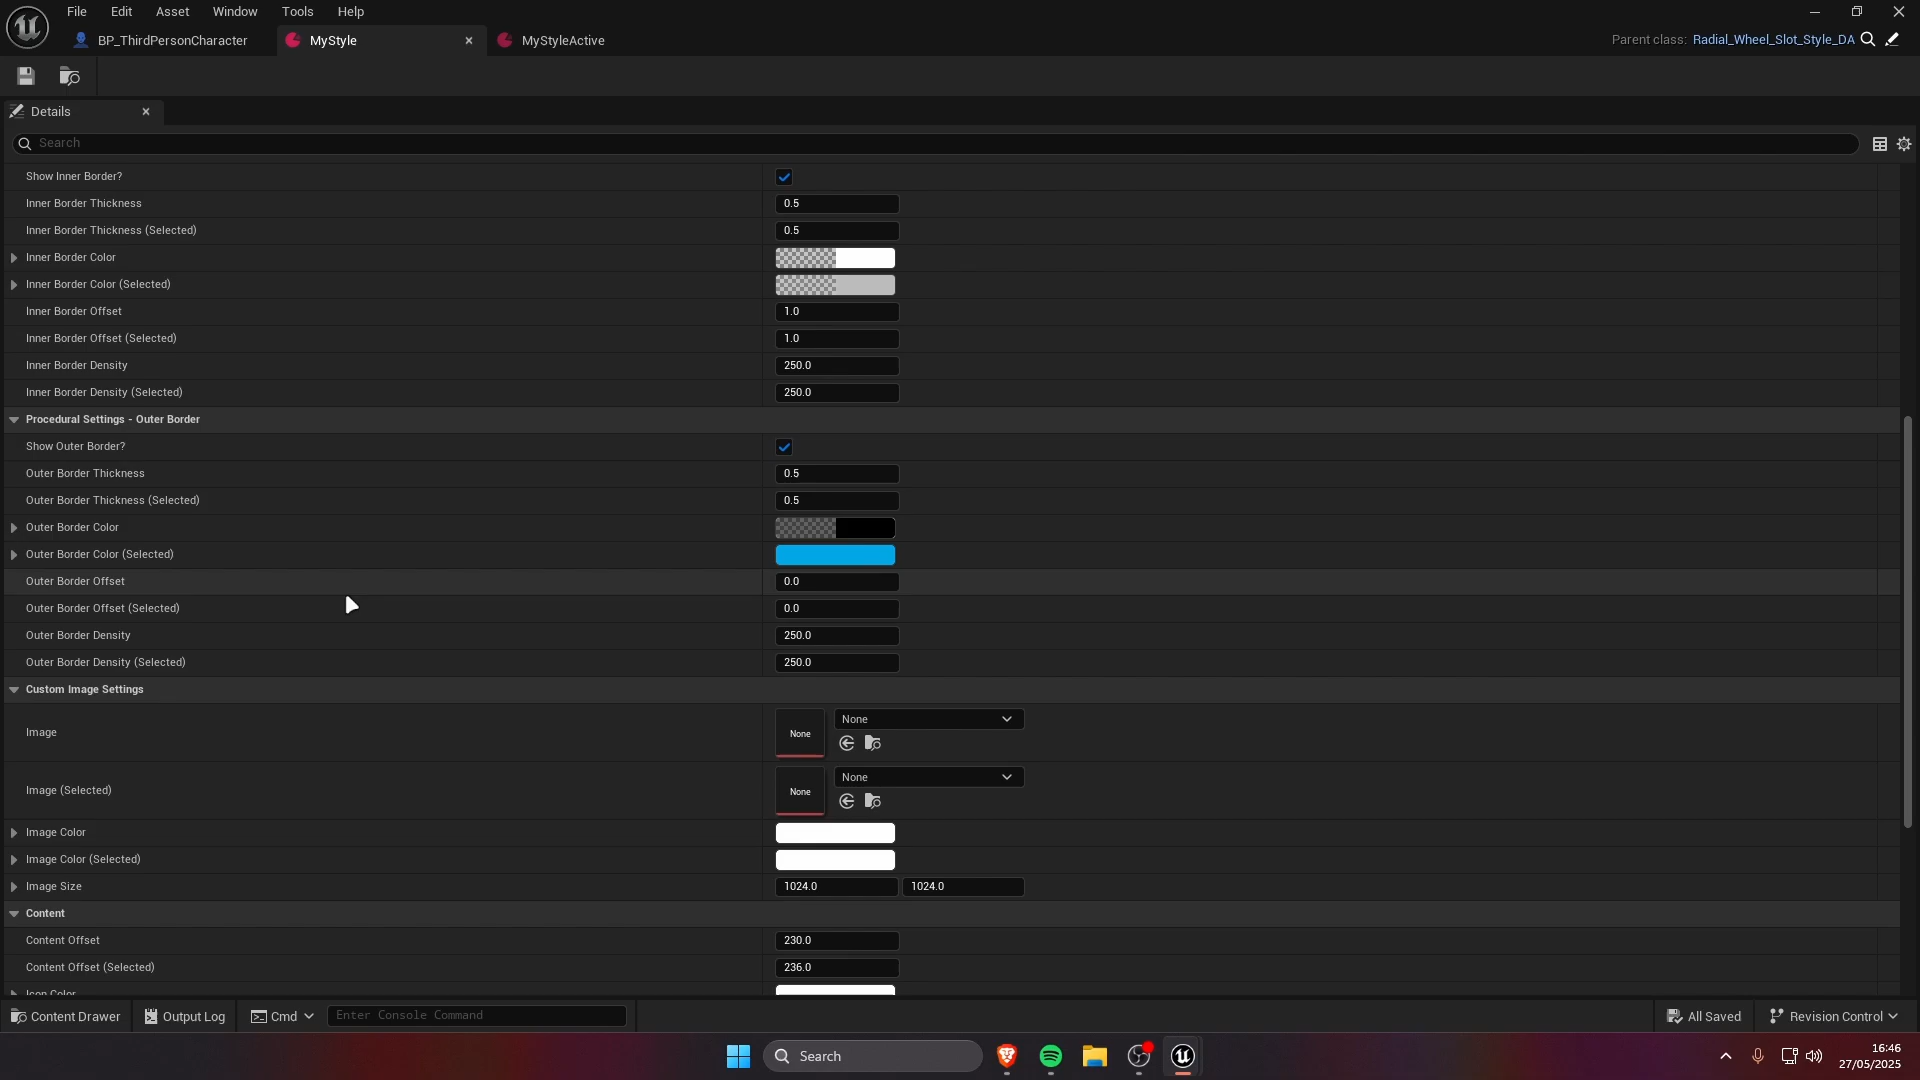 File Edit Asset Window Tools Help
BP_ThirdPersonCharacter MyStyle MyStyleActive Parent class: Radial_Wheel_Slot_Style_DA
Details
Search
Show Inner Border?
Inner Border Thickness 0.5
Inner Border Thickness (Selected) 0.5
Inner Border Color
Inner Border Color (Selected)
Inner Border Offset 1.0
Inner Border Offset (Selected) 1.0
Inner Border Density 250.0
Inner Border Density (Selected) 250.0
Procedural Settings - Outer Border
Show Outer Border?
Outer Border Thickness 0.5
Outer Border Thickness (Selected) 0.5
Outer Border Color
Outer Border Color (Selected)
Outer Border Offset 0.0
Outer Border Offset (Selected) 0.0
Outer Border Density 250.0
Outer Border Density (Selected) 250.0
Custom Image Settings
Image None None
Image (Selected) None None
Image Color
Image Color (Selected)
Image Size 1024.0 1024.0
Content
Content Offset 230.0
Content Offset (Selected) 236.0
Icon Color
Content Drawer Output Log Cmd Enter Console Command All Saved Revision Control
Search 16:46
27/05/2025